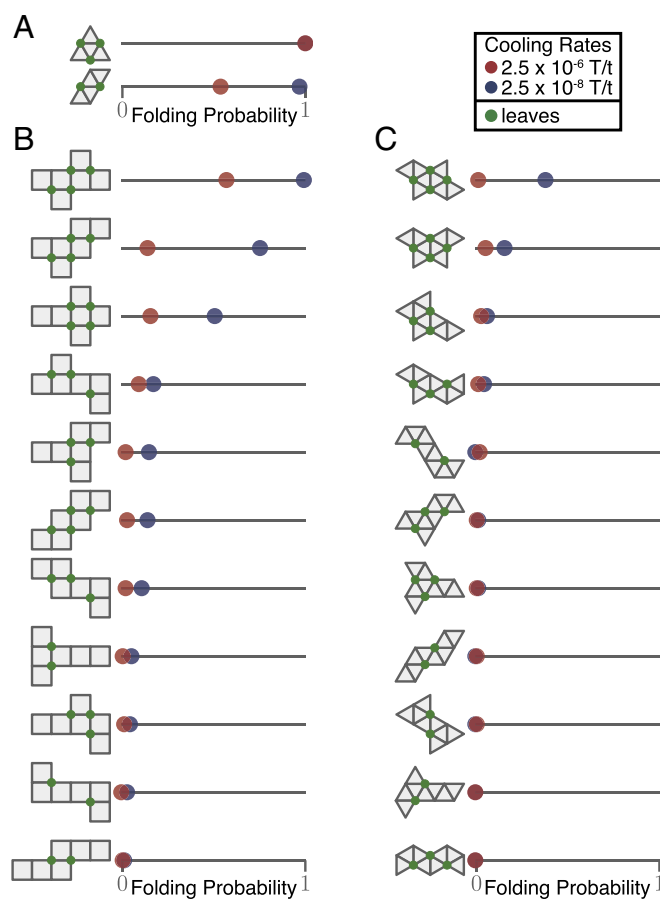 A
0 Folding Probability 1
Cooling Rates
2.5 x 10⁻⁶ T/t
2.5 x 10⁻⁸ T/t
leaves
B
C
0 Folding Probability 1
0 Folding Probability 1